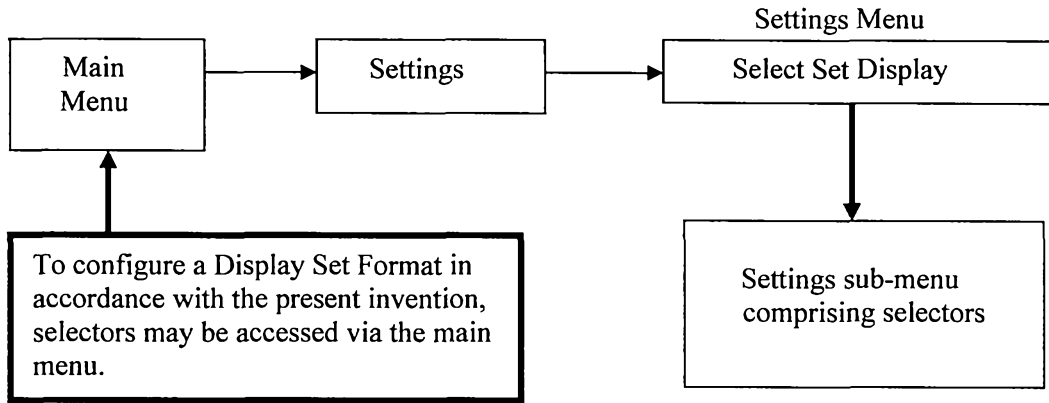 Main
Menu
Settings
Settings Menu
Select Set Display
To configure a Display Set Format in
accordance with the present invention,
selectors may be accessed via the main
menu.
Settings sub-menu
comprising selectors